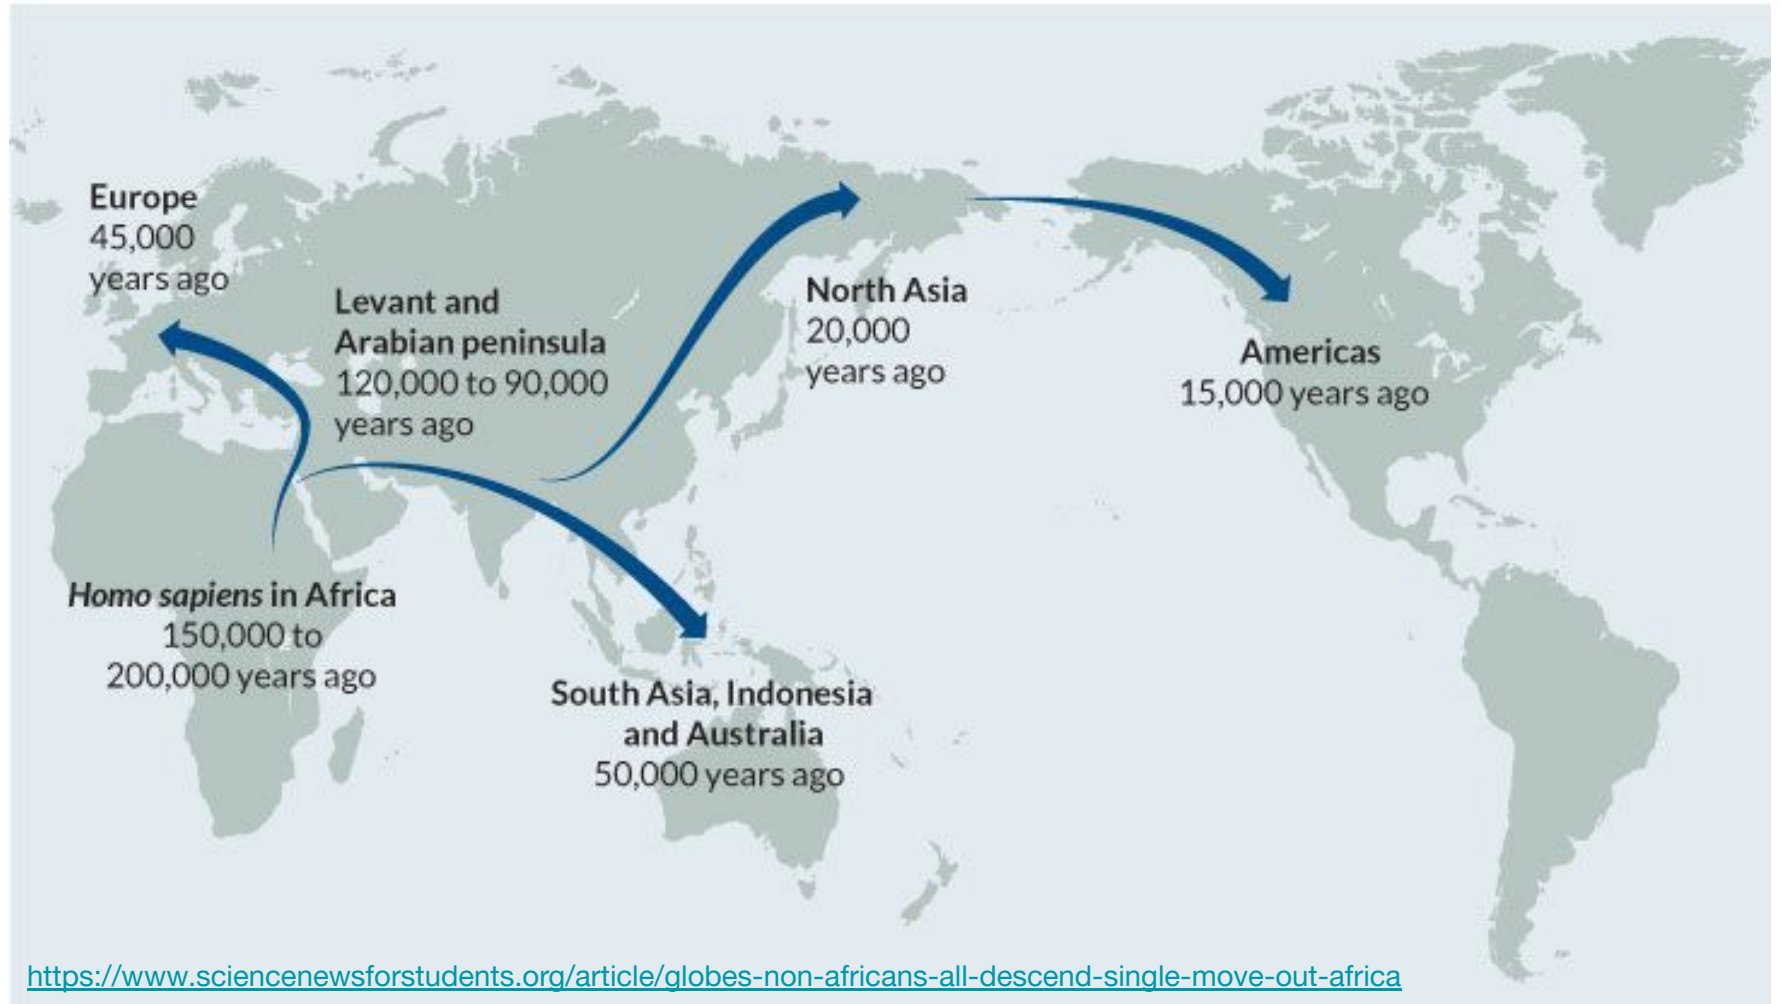 Europe
45,000
years ago
Levant and
Arabian peninsula
120,000 to 90,000
years ago
North Asia
20,000
years ago
Americas
15,000 years ago
Homo sapiens in Africa
150,000 to
200,000 years ago
South Asia, Indonesia
and Australia
50,000 years ago
https://www.sciencenewsforstudents.org/article/globes-non-africans-all-descend-single-move-out-africa